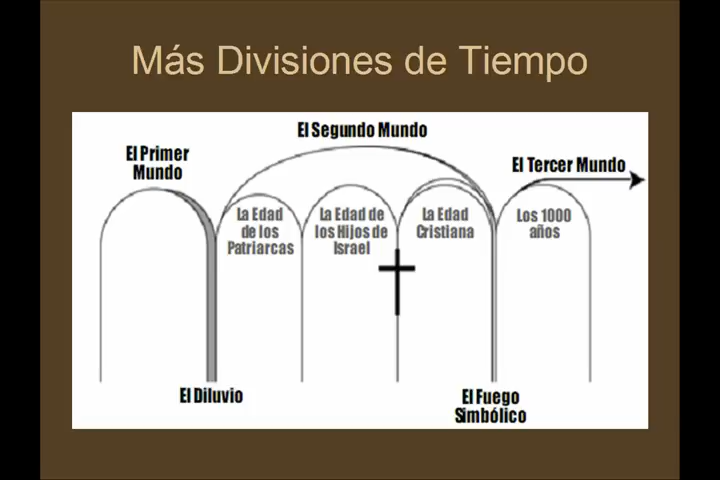 Más Divisiones de Tiempo
El Segundo Mundo
El Primer
Mundo
El Tercer Mundo
La Edad
de los
Patriarcas
La Edad de
los Hijos de
Israel
La Edad
Cristiana
Los 1000
años
El Diluvio
El Fuego
Simbólico